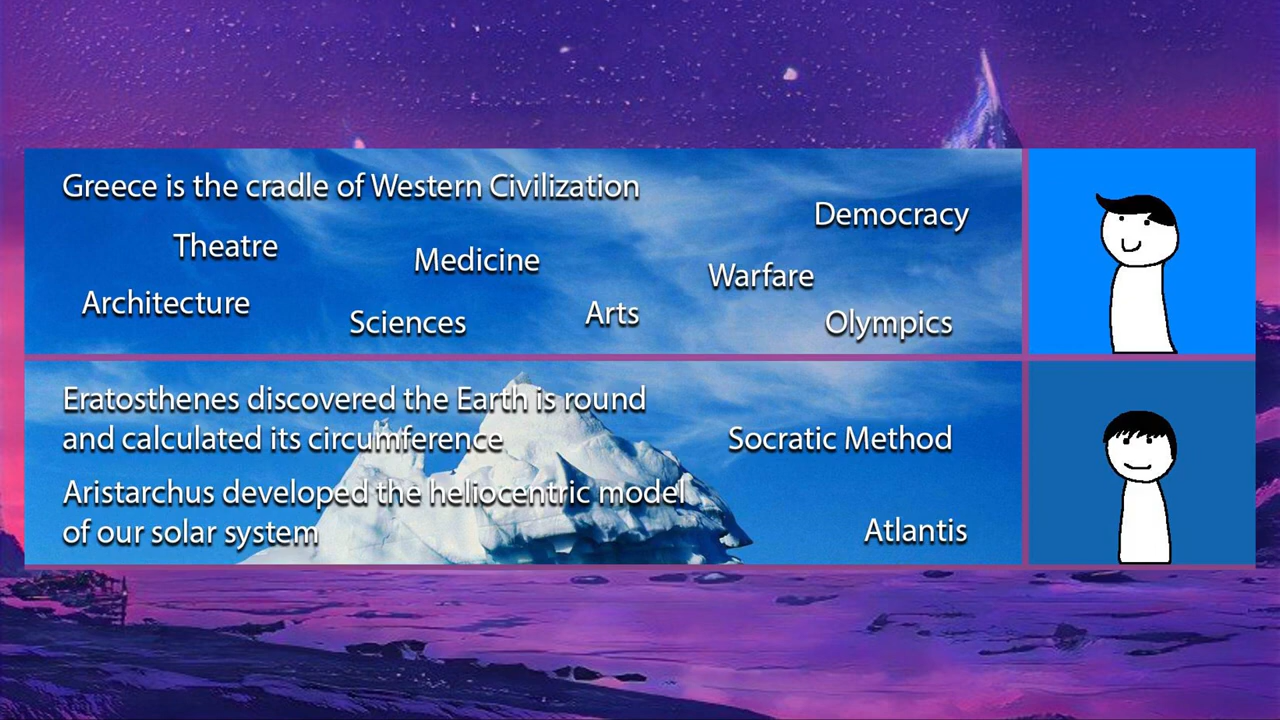 Greece is the cradle of Western Civilization
Democracy
Theatre
Medicine
Warfare
Architecture
Sciences
Arts
Olympics
Eratosthenes discovered the Earth is round
and calculated its circumference
Socratic Method
Aristarchus developed the heliocentric model
of our solar system
Atlantis